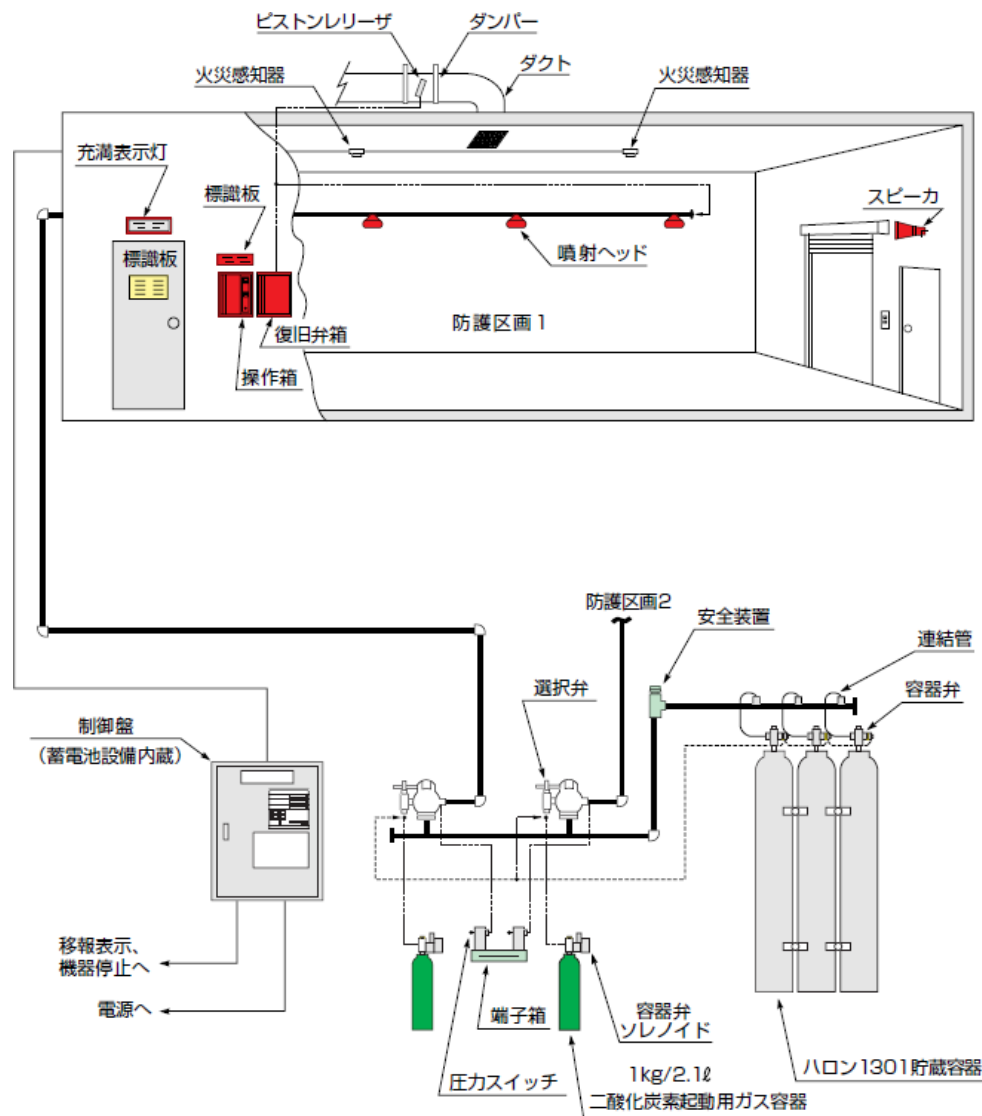 ピストンレリーザ
ダンパー
火災感知器
ダクト
火災感知器
充満表示灯
標識板
スピーカ
標識板
噴射ヘッド
防護区画1
復旧弁箱
操作箱
防護区画2
安全装置
連結管
選択弁
容器弁
制御盤
（蓄電池設備内蔵）
移報表示、
機器停止へ
電源へ
端子箱
容器弁
ソレノイド
圧力スイッチ
1kg/2.1ℓ
二酸化炭素起動用ガス容器
ハロン1301貯蔵容器